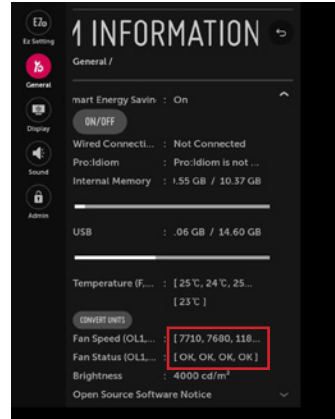 Ez Setting
General
Display
Sound
Admin
M INFORMATION
General /
mart Energy Savin : On
ON/OFF
Wired Connecti... : Not Connected
Pro:Idiom : Pro:Idiom is not ...
Internal Memory : .55 GB / 10.37 GB
USB : .06 GB / 14.60 GB
Temperature (F,... : [ 25℃, 24℃, 25...
[ 23℃ ]
CONVERT UNITS
Fan Speed (OL1,... : [ 7710, 7680, 118...
Fan Status (OL1,... : [ OK, OK, OK, OK ]
Brightness : 4000 cd/m²
Open Source Software Notice